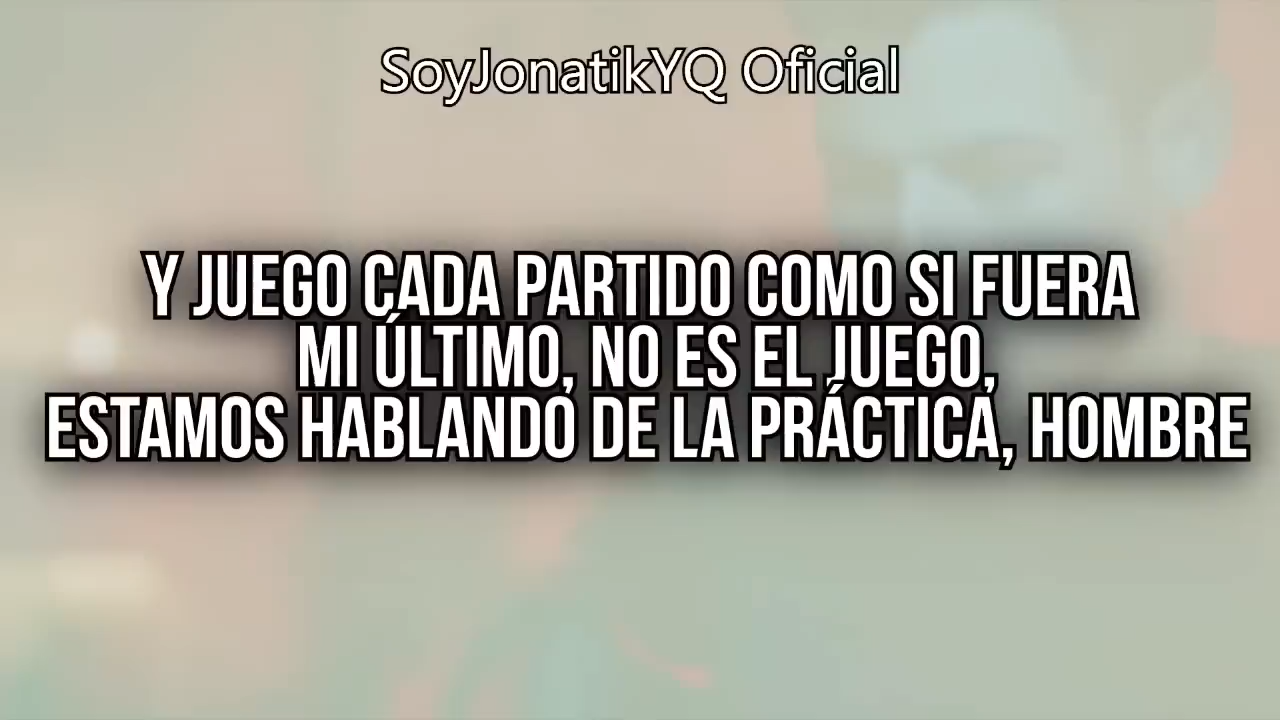 SoyJonatikYQ Oficial
Y JUEGO CADA PARTIDO COMO SI FUERA
MI ÚLTIMO, NO ES EL JUEGO,
ESTAMOS HABLANDO DE LA PRÁCTICA, HOMBRE